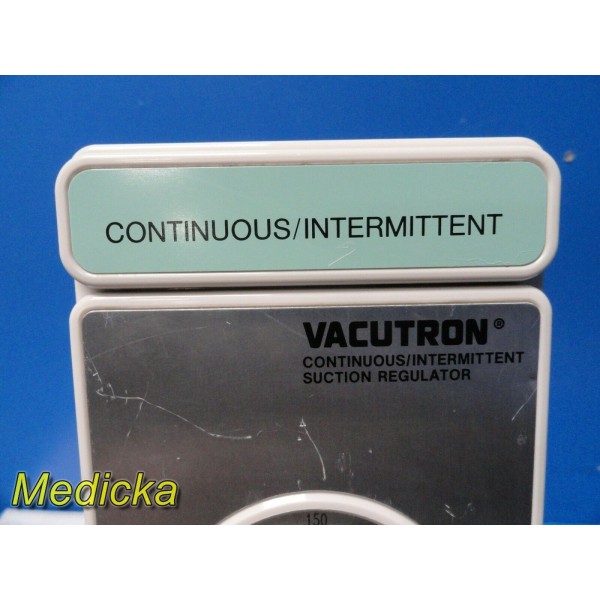 CONTINUOUS/INTERMITTENT
VACUTRON®
CONTINUOUS/INTERMITTENT
SUCTION REGULATOR
Medicka
150